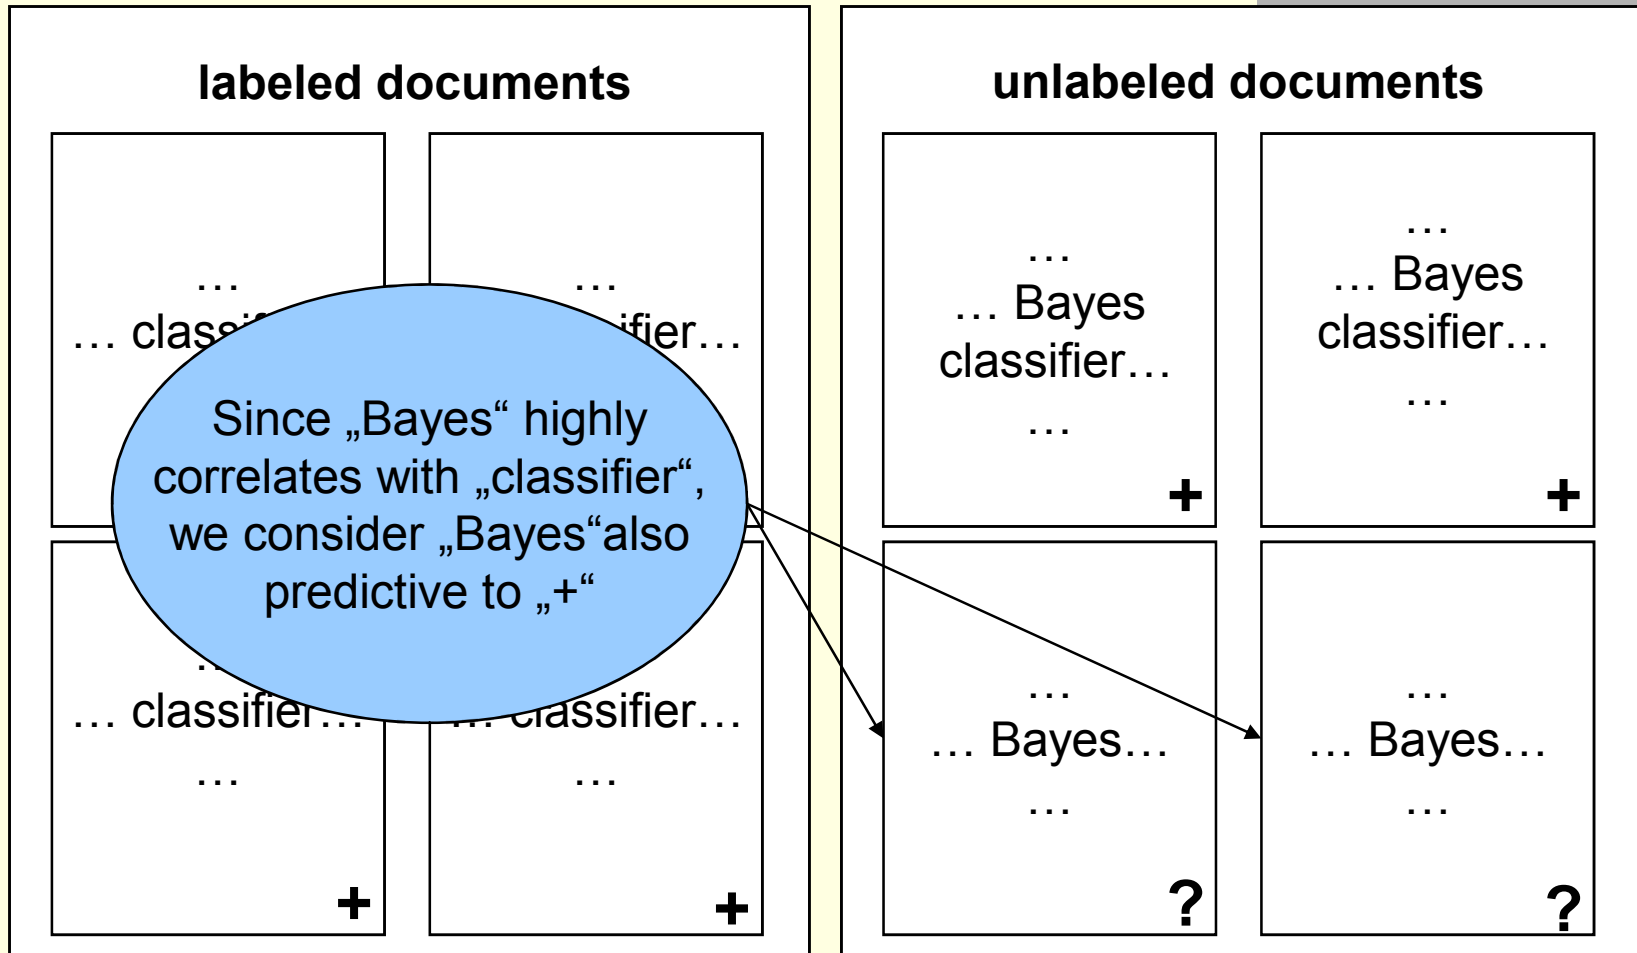 labeled documents
…
… 
…
ifier…
Since „Bayes“ highly
correlates with „classifier“,
we consider „Bayes“also
predictive to „+“
… classifier…
…
+
… classifier…
…
+
unlabeled documents
…
… Bayes
classifier…
…
+
…
… Bayes
classifier…
…
+
…
… Bayes…
…
?
…
… Bayes…
…
?